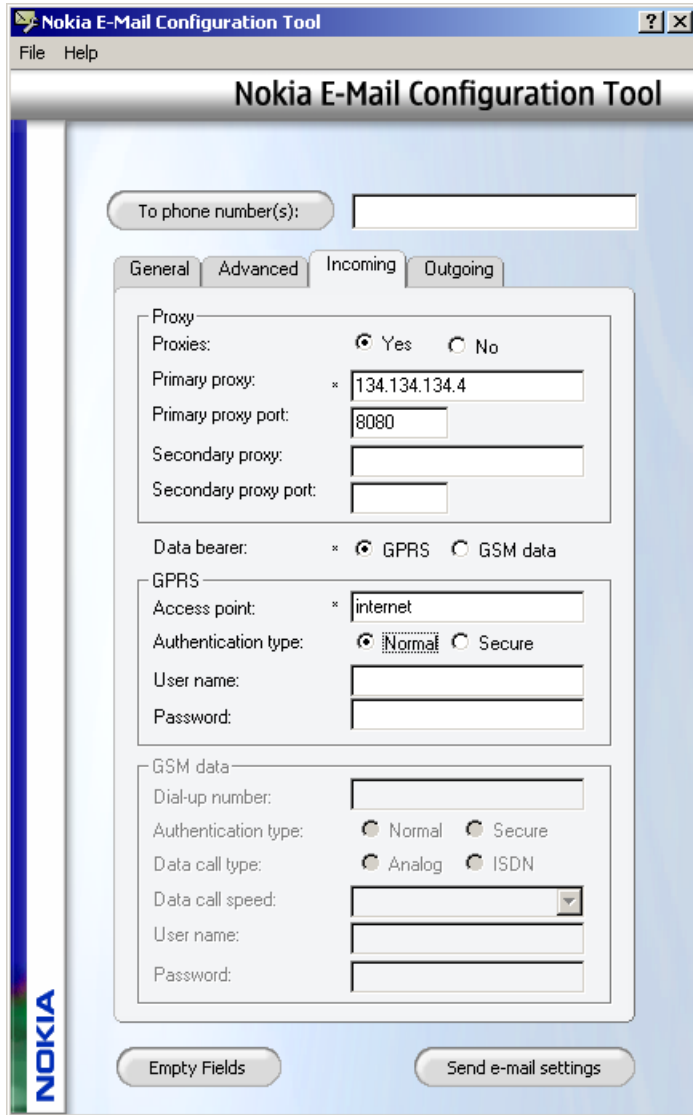 Nokia E-Mail Configuration Tool
File Help
Nokia E-Mail Configuration Tool
To phone number(s):
General Advanced Incoming Outgoing
Proxy
Proxies: Yes No
Primary proxy: * 134.134.134.4
Primary proxy port: 8080
Secondary proxy:
Secondary proxy port:
Data bearer: * GPRS GSM data
GPRS
Access point: * internet
Authentication type: Normal Secure
User name:
Password:
GSM data
Dial-up number:
Authentication type: Normal Secure
Data call type: Analog ISDN
Data call speed:
User name:
Password:
NOKIA
Empty Fields Send e-mail settings